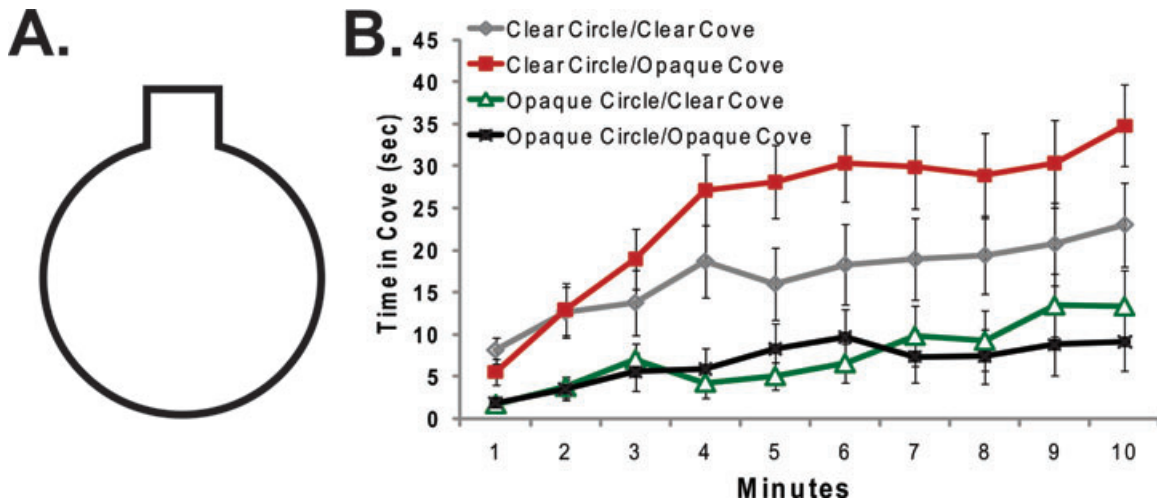 A.
B.
Clear Circle/Clear Cove
Clear Circle/Opaque Cove
Opaque Circle/Clear Cove
Opaque Circle/Opaque Cove
Time in Cove (sec)
45
40
35
30
25
20
15
10
5
0
1 2 3 4 5 6 7 8 9 10
Minutes